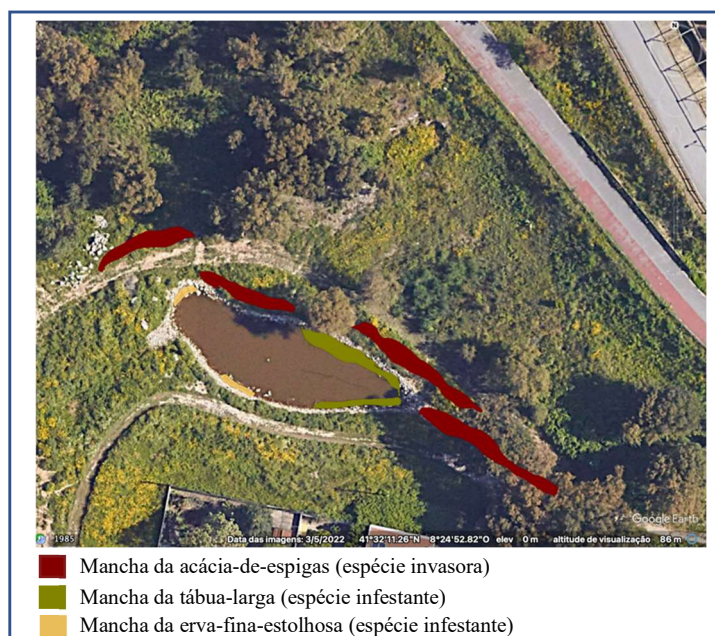 N
1985
Data das imagens: 3/5/2022 41°32'11.26"N 8°24'52.82"O elev 0 m altitude de visualização 86 m
Google Earth
Mancha da acácia-de-espigas (espécie invasora)
Mancha da tábua-larga (espécie infestante)
Mancha da erva-fina-estolhosa (espécie infestante)